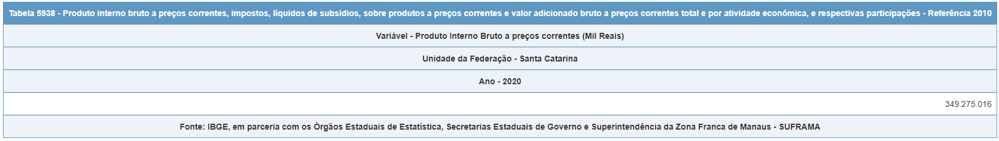 Tabela 5938 - Produto interno bruto a preços correntes, impostos, líquidos de subsídios, sobre produtos a preços correntes e valor adicionado bruto a preços correntes total e por atividade econômica, e respectivas participações - Referência 2010
Variável - Produto Interno Bruto a preços correntes (Mil Reais)
Unidade da Federação - Santa Catarina
Ano - 2020
349.275.016
Fonte: IBGE, em parceria com os Órgãos Estaduais de Estatística, Secretarias Estaduais de Governo e Superintendência da Zona Franca de Manaus - SUFRAMA